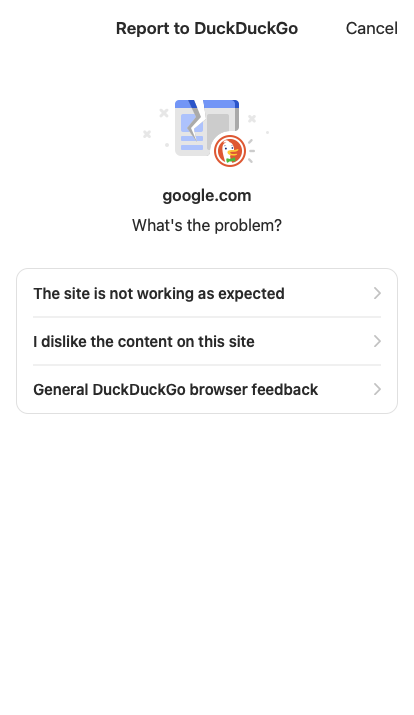 Report to DuckDuckGo
Cancel
google.com
What's the problem?
The site is not working as expected
I dislike the content on this site
General DuckDuckGo browser feedback